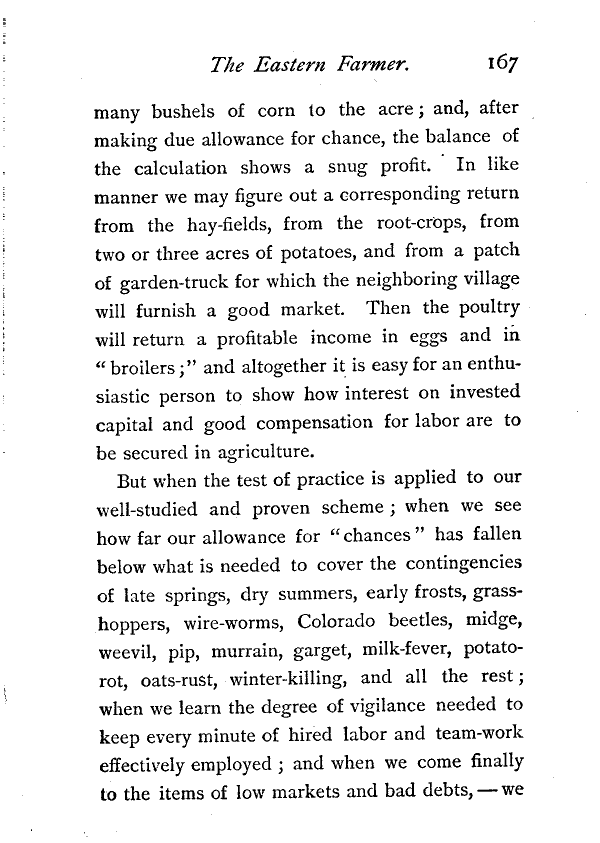 The Eastern Farmer. 167
many bushels of corn to the acre; and, after
making due allowance for chance, the balance of
the calculation shows a snug profit. In like
manner we may figure out a corresponding return
from the hay-fields, from the root-crops, from
two or three acres of potatoes, and from a patch
of garden-truck for which the neighboring village
will furnish a good market. Then the poultry
will return a profitable income in eggs and in
“broilers;” and altogether it is easy for an enthu-
siastic person to show how interest on invested
capital and good compensation for labor are to
be secured in agriculture.
But when the test of practice is applied to our
well-studied and proven scheme; when we see
how far our allowance for “chances” has fallen
below what is needed to cover the contingencies
of late springs, dry summers, early frosts, grass-
hoppers, wire-worms, Colorado beetles, midge,
weevil, pip, murrain, garget, milk-fever, potato-
rot, oats-rust, winter-killing, and all the rest;
when we learn the degree of vigilance needed to
keep every minute of hired labor and team-work
effectively employed; and when we come finally
to the items of low markets and bad debts, — we